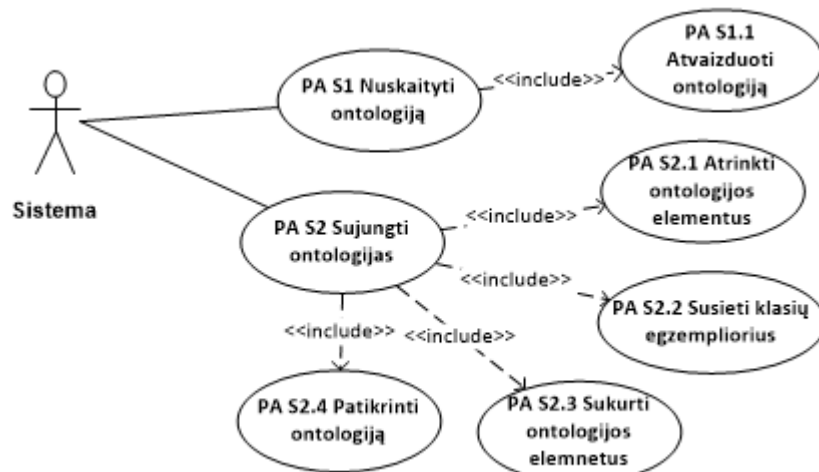 PA S1.1
Atvaizduoti
ontologiją
PA S1 Nuskaityti
ontologiją
<<include>>
Sistema
PA S2.1 Atrinkti
ontologijos
elementus
<<include>>
PA S2 Sujungti
ontologijas
<<include>>
PA S2.2 Susieti klasių
egzempliorius
<<include>>
<<include>>
PA S2.4 Patikrinti
ontologiją
PA S2.3 Sukurti
ontologijos
elemnetus